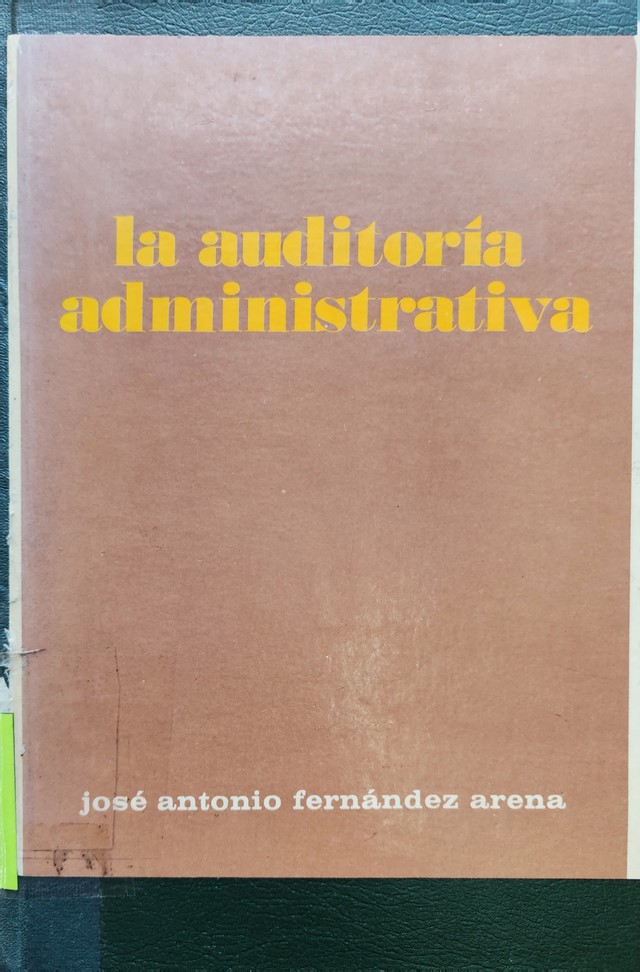 la auditoría
administrativa
josé antonio fernández arena